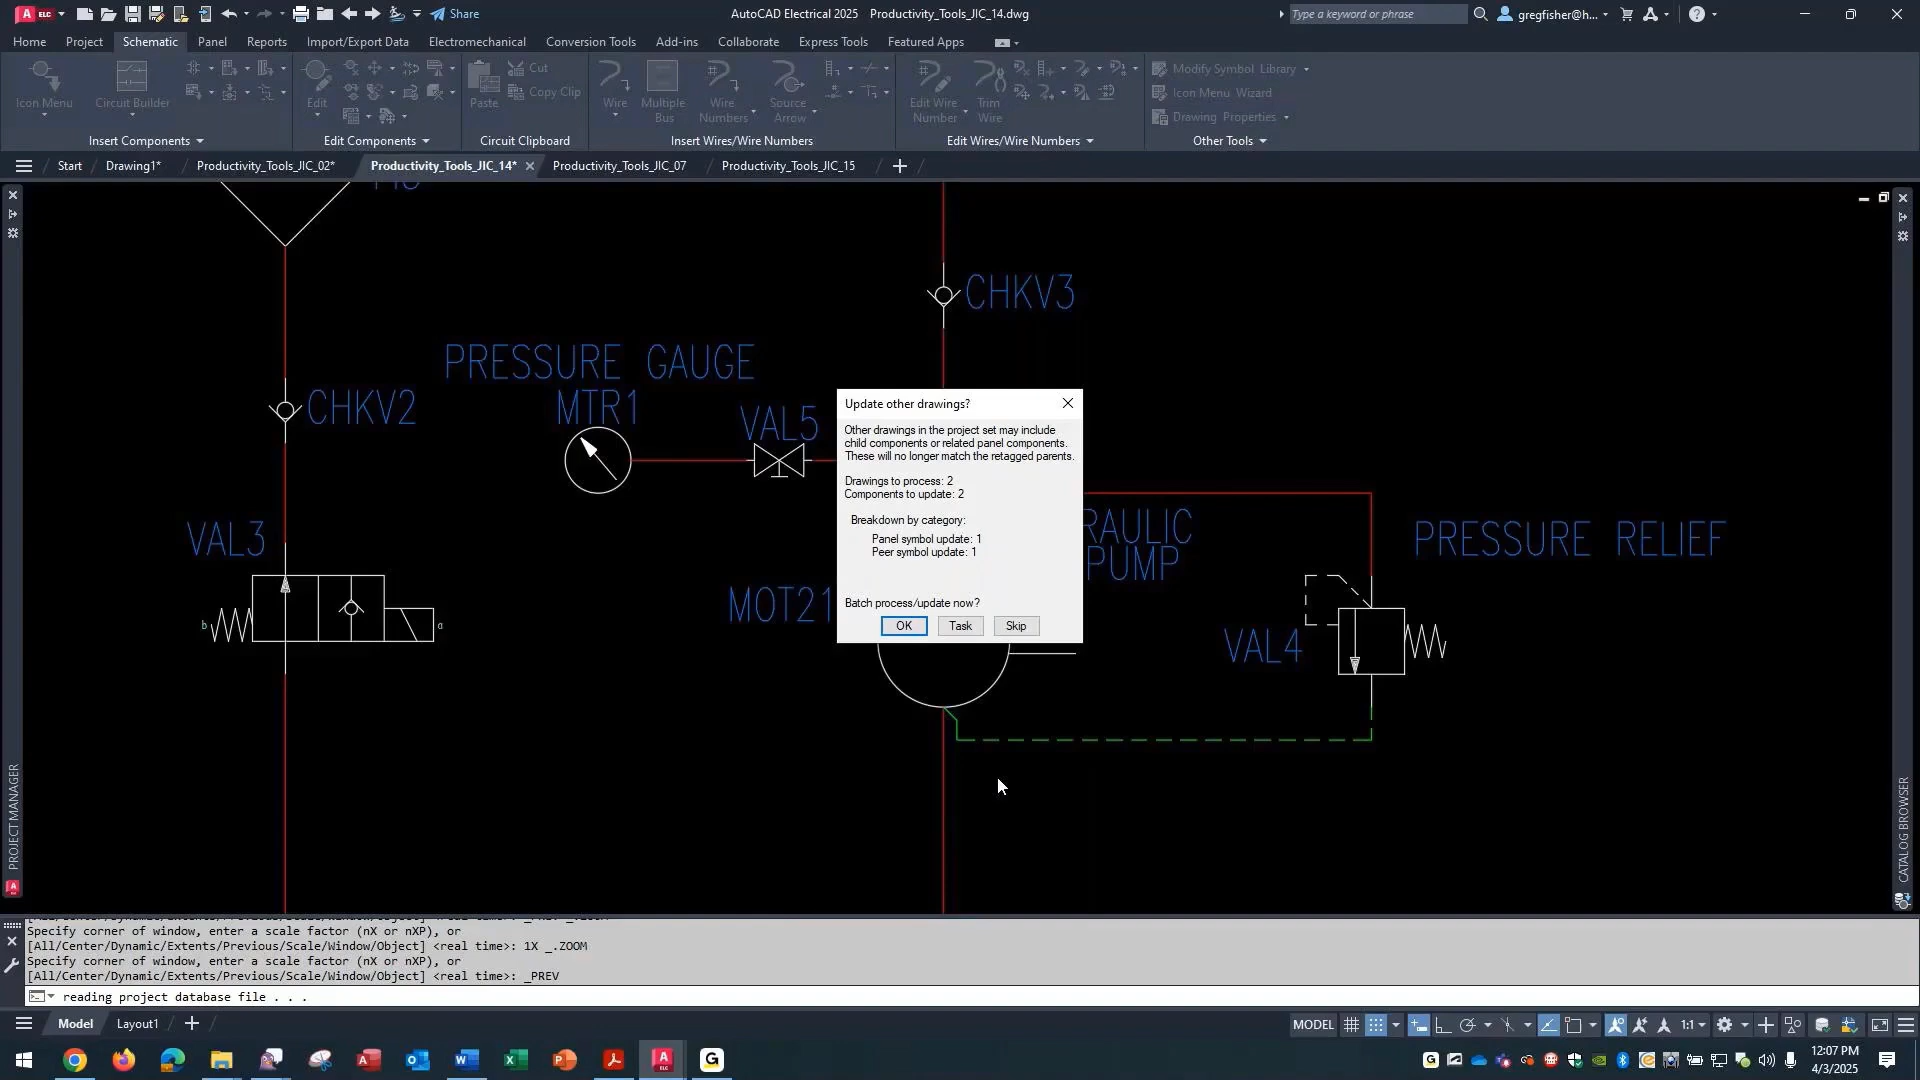 AutoCAD Electrical 2025 Productivity_Tools_JIC_14.dwg
Share
Type a keyword or phrase
gregfisher@h...
Home Project Schematic Panel Reports Import/Export Data Electromechanical Conversion Tools Add-ins Collaborate Express Tools Featured Apps
Icon Menu
Circuit Builder
Edit
Paste
Cut
Copy Clip
Wire
Multiple Bus
Wire Numbers
Source Arrow
Edit Wire Number
Trim Wire
Modify Symbol Library
Icon Menu Wizard
Drawing Properties
Insert Components
Edit Components
Circuit Clipboard
Insert Wires/Wire Numbers
Edit Wires/Wire Numbers
Other Tools
Start Drawing1* Productivity_Tools_JIC_02* Productivity_Tools_JIC_14* Productivity_Tools_JIC_07 Productivity_Tools_JIC_15
CHKV3
PRESSURE GAUGE
MTR1
CHKV2
VAL5
VAL3
b
a
MOT21
RAULIC
PUMP
PRESSURE RELIEF
VAL4
Update other drawings?
Other drawings in the project set may include
child components or related panel components.
These will no longer match the retagged parents.
Drawings to process: 2
Components to update: 2
Breakdown by category:
Panel symbol update: 1
Peer symbol update: 1
Batch process/update now?
OK Task Skip
PROJECT MANAGER
CATALOG BROWSER
Specify corner of window, enter a scale factor (nX or nXP), or
[All/Center/Dynamic/Extents/Previous/Scale/Window/Object] <real time>: 1X _.ZOOM
Specify corner of window, enter a scale factor (nX or nXP), or
[All/Center/Dynamic/Extents/Previous/Scale/Window/Object] <real time>: _PREV
reading project database file . . .
Model Layout1
MODEL
1:1
12:07 PM
4/3/2025